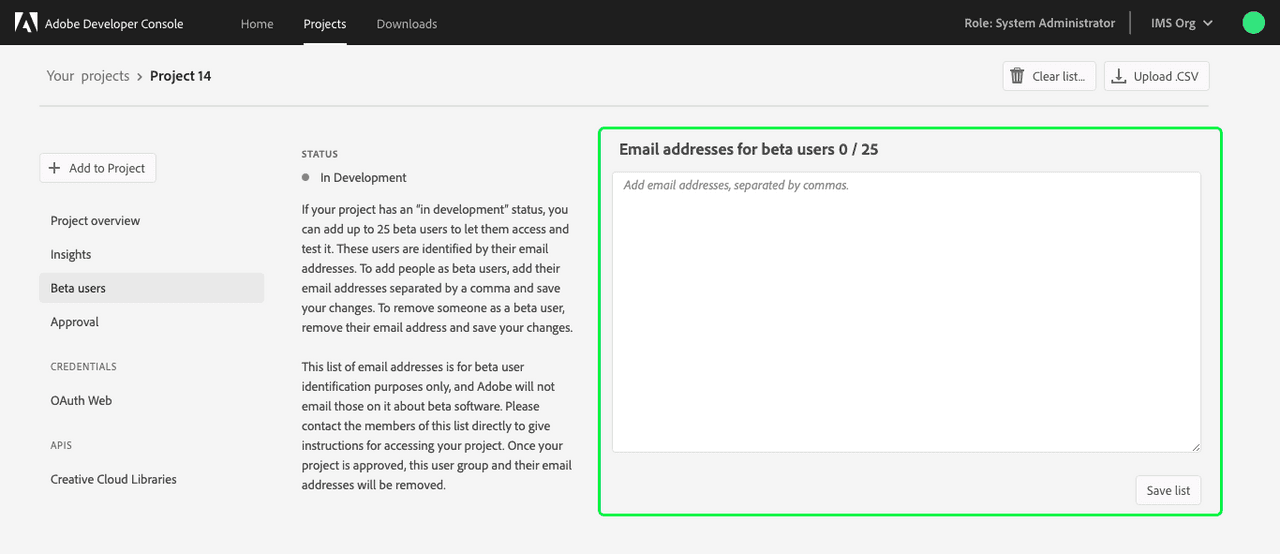 Adobe Developer Console
Home
Projects
Downloads
Role: System Administrator
IMS Org
Your projects › Project 14
Clear list...
Upload .CSV
Add to Project
Project overview
Insights
Beta users
Approval
CREDENTIALS
OAuth Web
APIS
Creative Cloud Libraries
STATUS
In Development
If your project has an “in development” status, you
can add up to 25 beta users to let them access and
test it. These users are identified by their email
addresses. To add people as beta users, add their
email addresses separated by a comma and save
your changes. To remove someone as a beta user,
remove their email address and save your changes.
This list of email addresses is for beta user
identification purposes only, and Adobe will not
email those on it about beta software. Please
contact the members of this list directly to give
instructions for accessing your project. Once your
project is approved, this user group and their email
addresses will be removed.
Email addresses for beta users 0 / 25
Add email addresses, separated by commas.
Save list